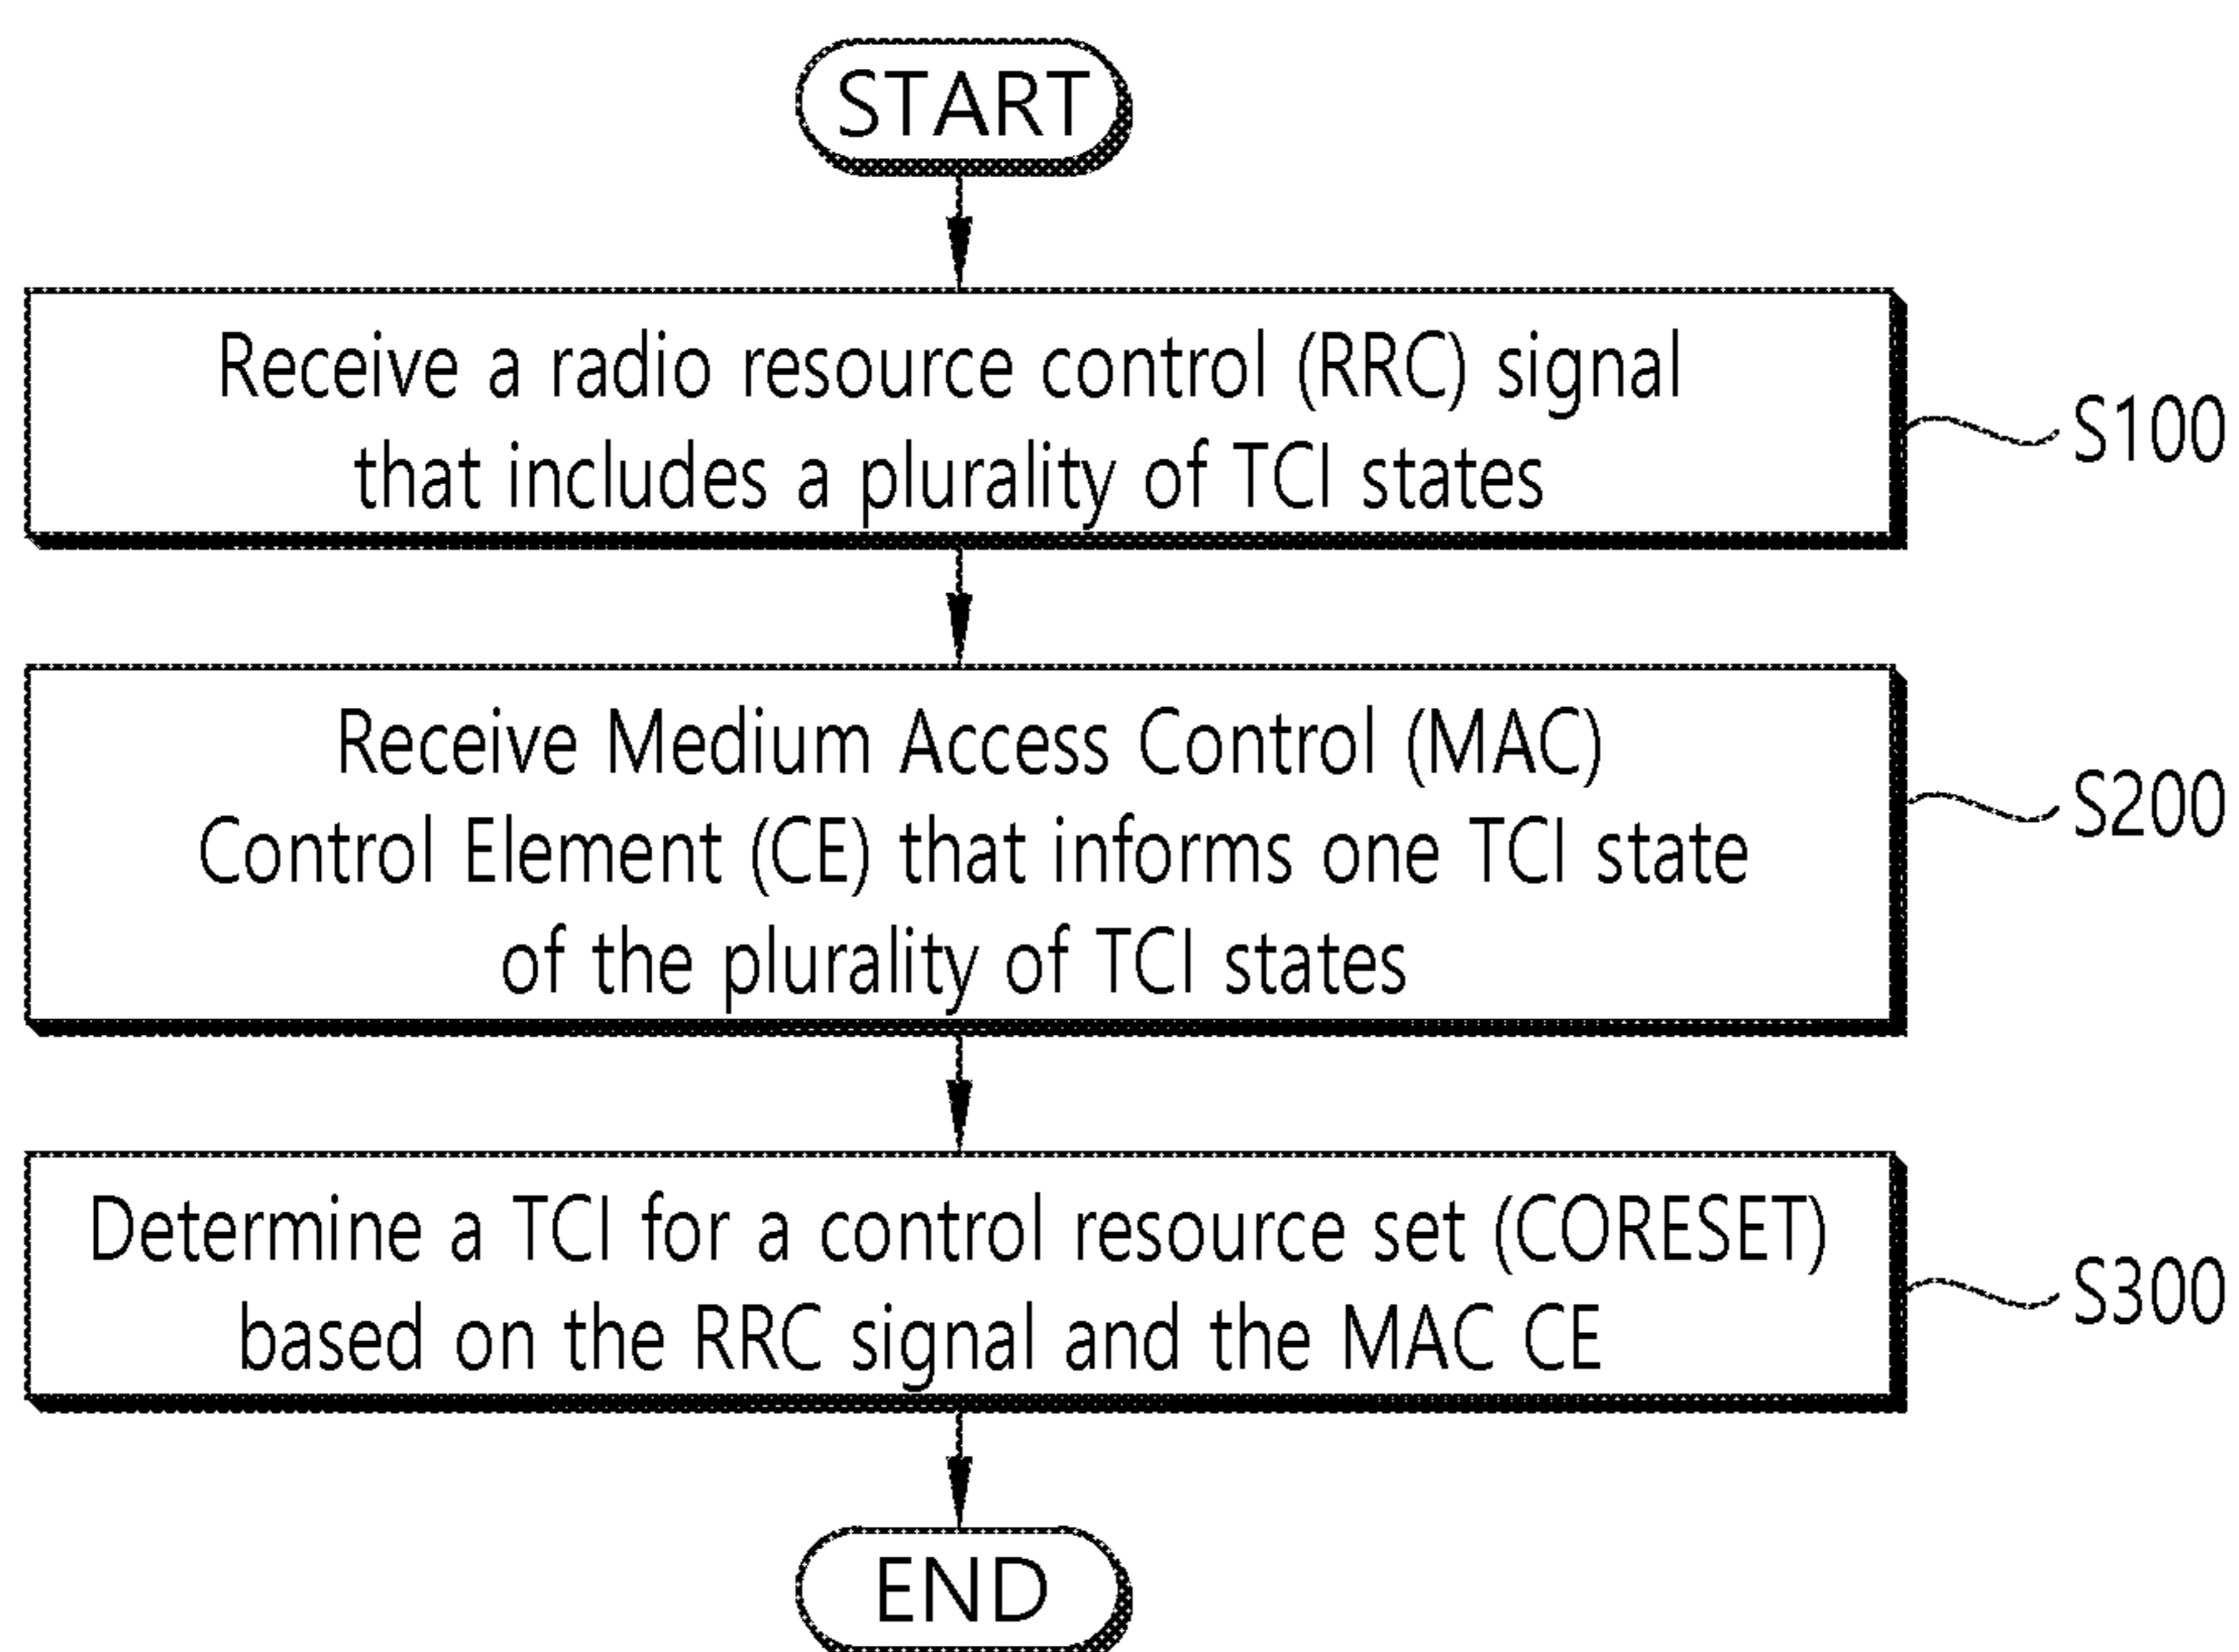 START
Receive a radio resource control (RRC) signal
that includes a plurality of TCI states
S100
Receive Medium Access Control (MAC)
Control Element (CE) that informs one TCI state
of the plurality of TCI states
S200
Determine a TCI for a control resource set (CORESET)
based on the RRC signal and the MAC CE
S300
END